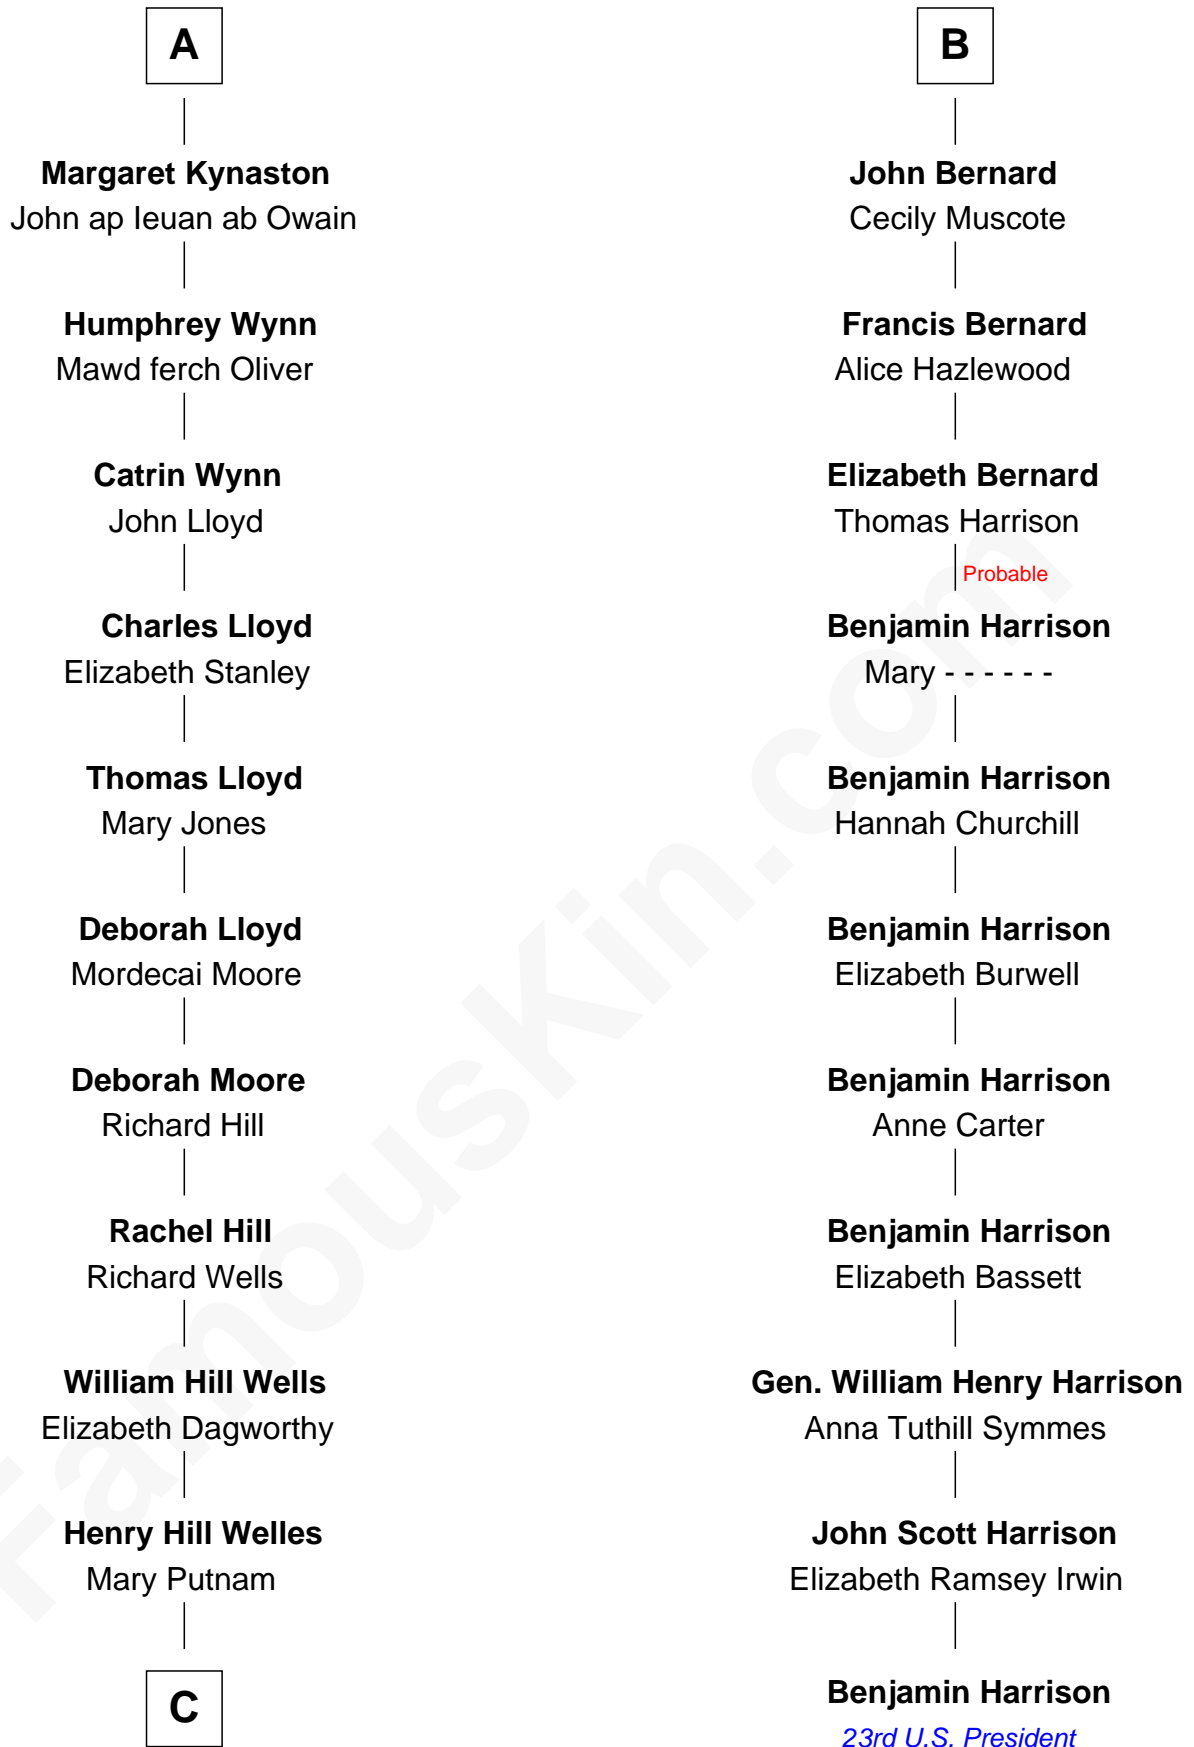 A
Margaret Kynaston
John ap Ieuan ab Owain
Humphrey Wynn
Mawd ferch Oliver
Catrin Wynn
John Lloyd
Charles Lloyd
Elizabeth Stanley
Thomas Lloyd
Mary Jones
Deborah Lloyd
Mordecai Moore
Deborah Moore
Richard Hill
Rachel Hill
Richard Wells
William Hill Wells
Elizabeth Dagworthy
Henry Hill Welles
Mary Putnam
C
B
John Bernard
Cecily Muscote
Francis Bernard
Alice Hazlewood
Elizabeth Bernard
Thomas Harrison
Probable
Benjamin Harrison
Mary - - - - - -
Benjamin Harrison
Hannah Churchill
Benjamin Harrison
Elizabeth Burwell
Benjamin Harrison
Anne Carter
Benjamin Harrison
Elizabeth Bassett
Gen. William Henry Harrison
Anna Tuthill Symmes
John Scott Harrison
Elizabeth Ramsey Irwin
Benjamin Harrison
23rd U.S. President
FamousKin.com